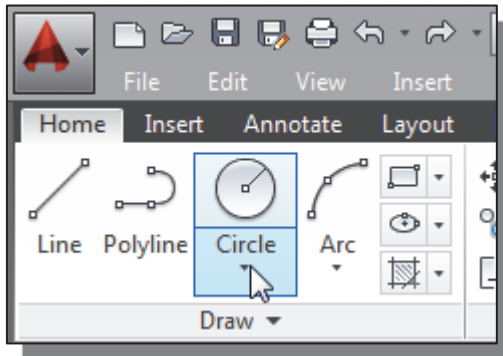 File Edit View Insert
Home Insert Annotate Layout
Line Polyline Circle Arc
Draw